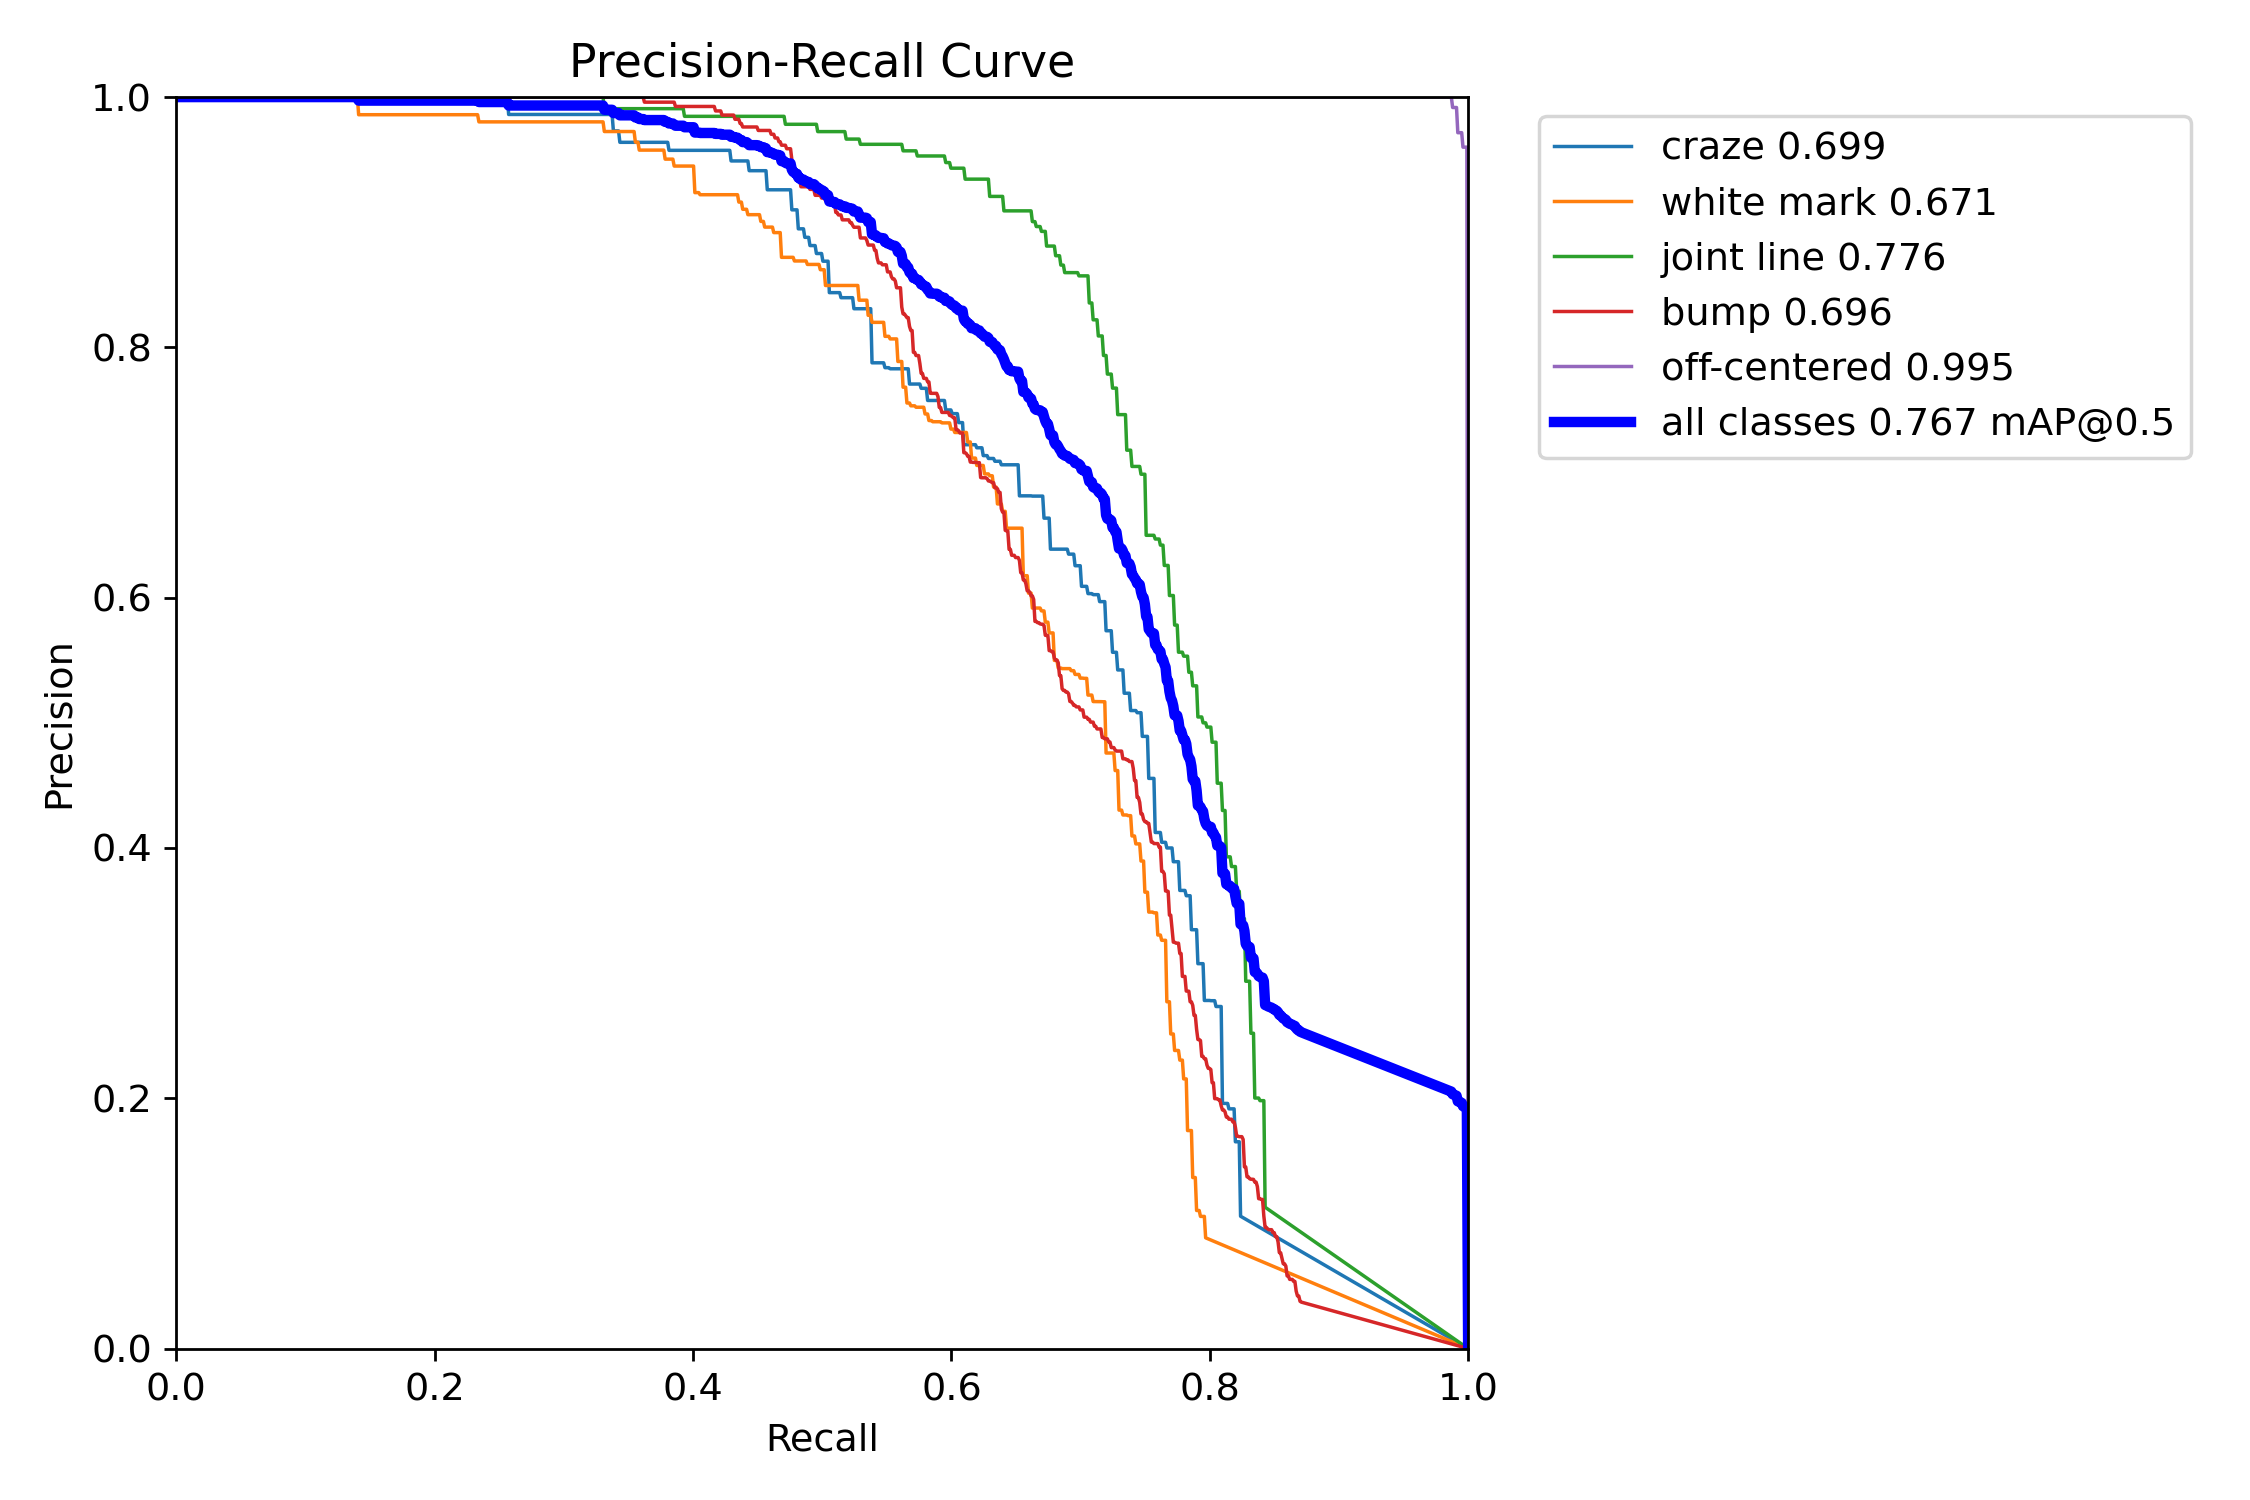 Precision-Recall Curve
1.0
0.8
0.6
0.4
0.2
0.0
Precision
0.0 0.2 0.4 0.6 0.8 1.0
Recall
craze 0.699
white mark 0.671
joint line 0.776
bump 0.696
off-centered 0.995
all classes 0.767 mAP@0.5